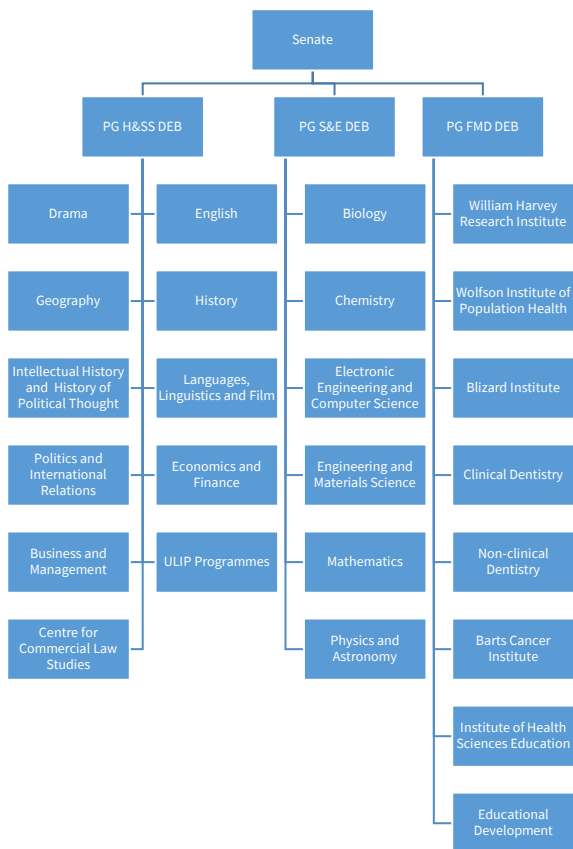 Senate
PG H&SS DEB
PG S&E DEB
PG FMD DEB
Drama
English
Biology
William Harvey
Research Institute
Geography
History
Chemistry
Wolfson Institute of
Population Health
Intellectual History
and History of
Political Thought
Languages,
Linguistics and Film
Electronic
Engineering and
Computer Science
Blizard Institute
Politics and
International
Relations
Economics and
Finance
Engineering and
Materials Science
Clinical Dentistry
Business and
Management
ULIP Programmes
Mathematics
Non-clinical
Dentistry
Centre for
Commercial Law
Studies
Physics and
Astronomy
Barts Cancer
Institute
Institute of Health
Sciences Education
Educational
Development